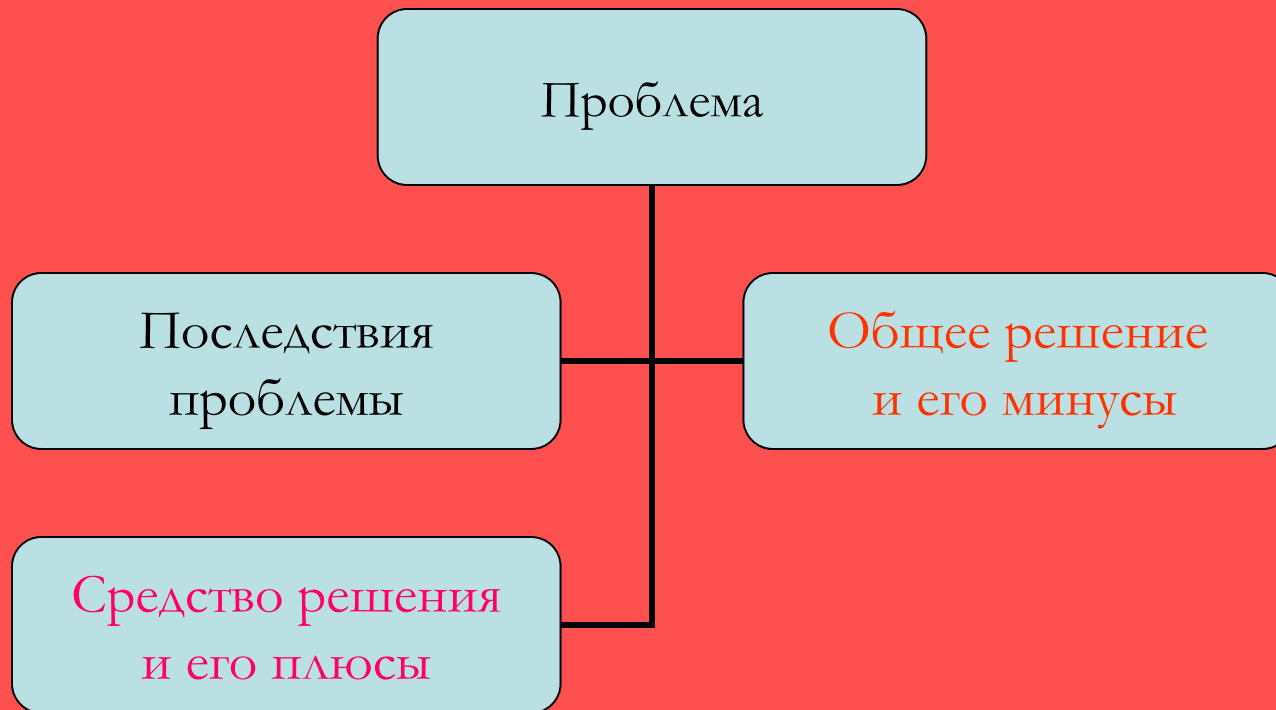 Проблема
Последствия
проблемы
Общее решение
и его минусы
Средство решения
и его плюсы